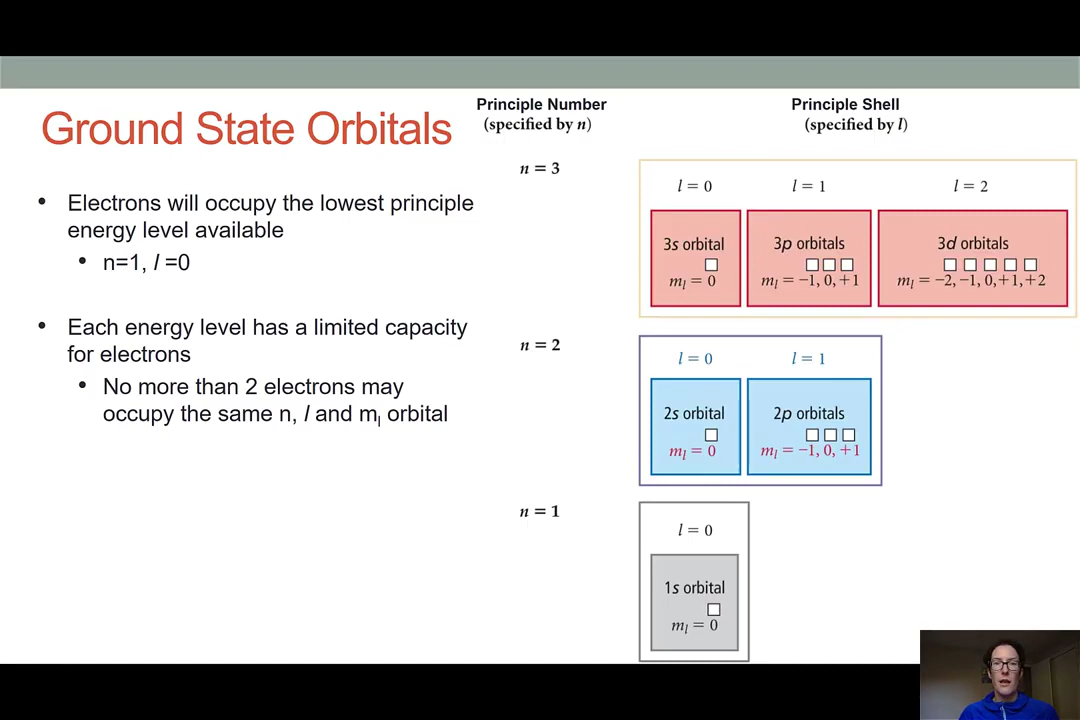 Ground State Orbitals
Electrons will occupy the lowest principle
energy level available
n=1, l =0
Each energy level has a limited capacity
for electrons
No more than 2 electrons may
occupy the same n, l and ml orbital
Principle Number
(specified by n)
Principle Shell
(specified by l)
n = 3
l = 0
l = 1
l = 2
3s orbital
ml = 0
3p orbitals
ml = −1, 0, +1
3d orbitals
ml = −2, −1, 0, +1, +2
n = 2
l = 0
l = 1
2s orbital
ml = 0
2p orbitals
ml = −1, 0, +1
n = 1
l = 0
1s orbital
ml = 0